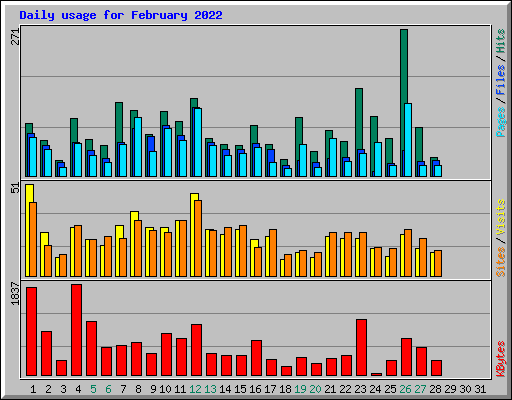 Daily usage for February 2022
271
Pages / Files / Hits
51
Sites / Visits
1837
KBytes
1 2 3 4 5 6 7 8 9 10 11 12 13 14 15 16 17 18 19 20 21 22 23 24 25 26 27 28 29 30 31